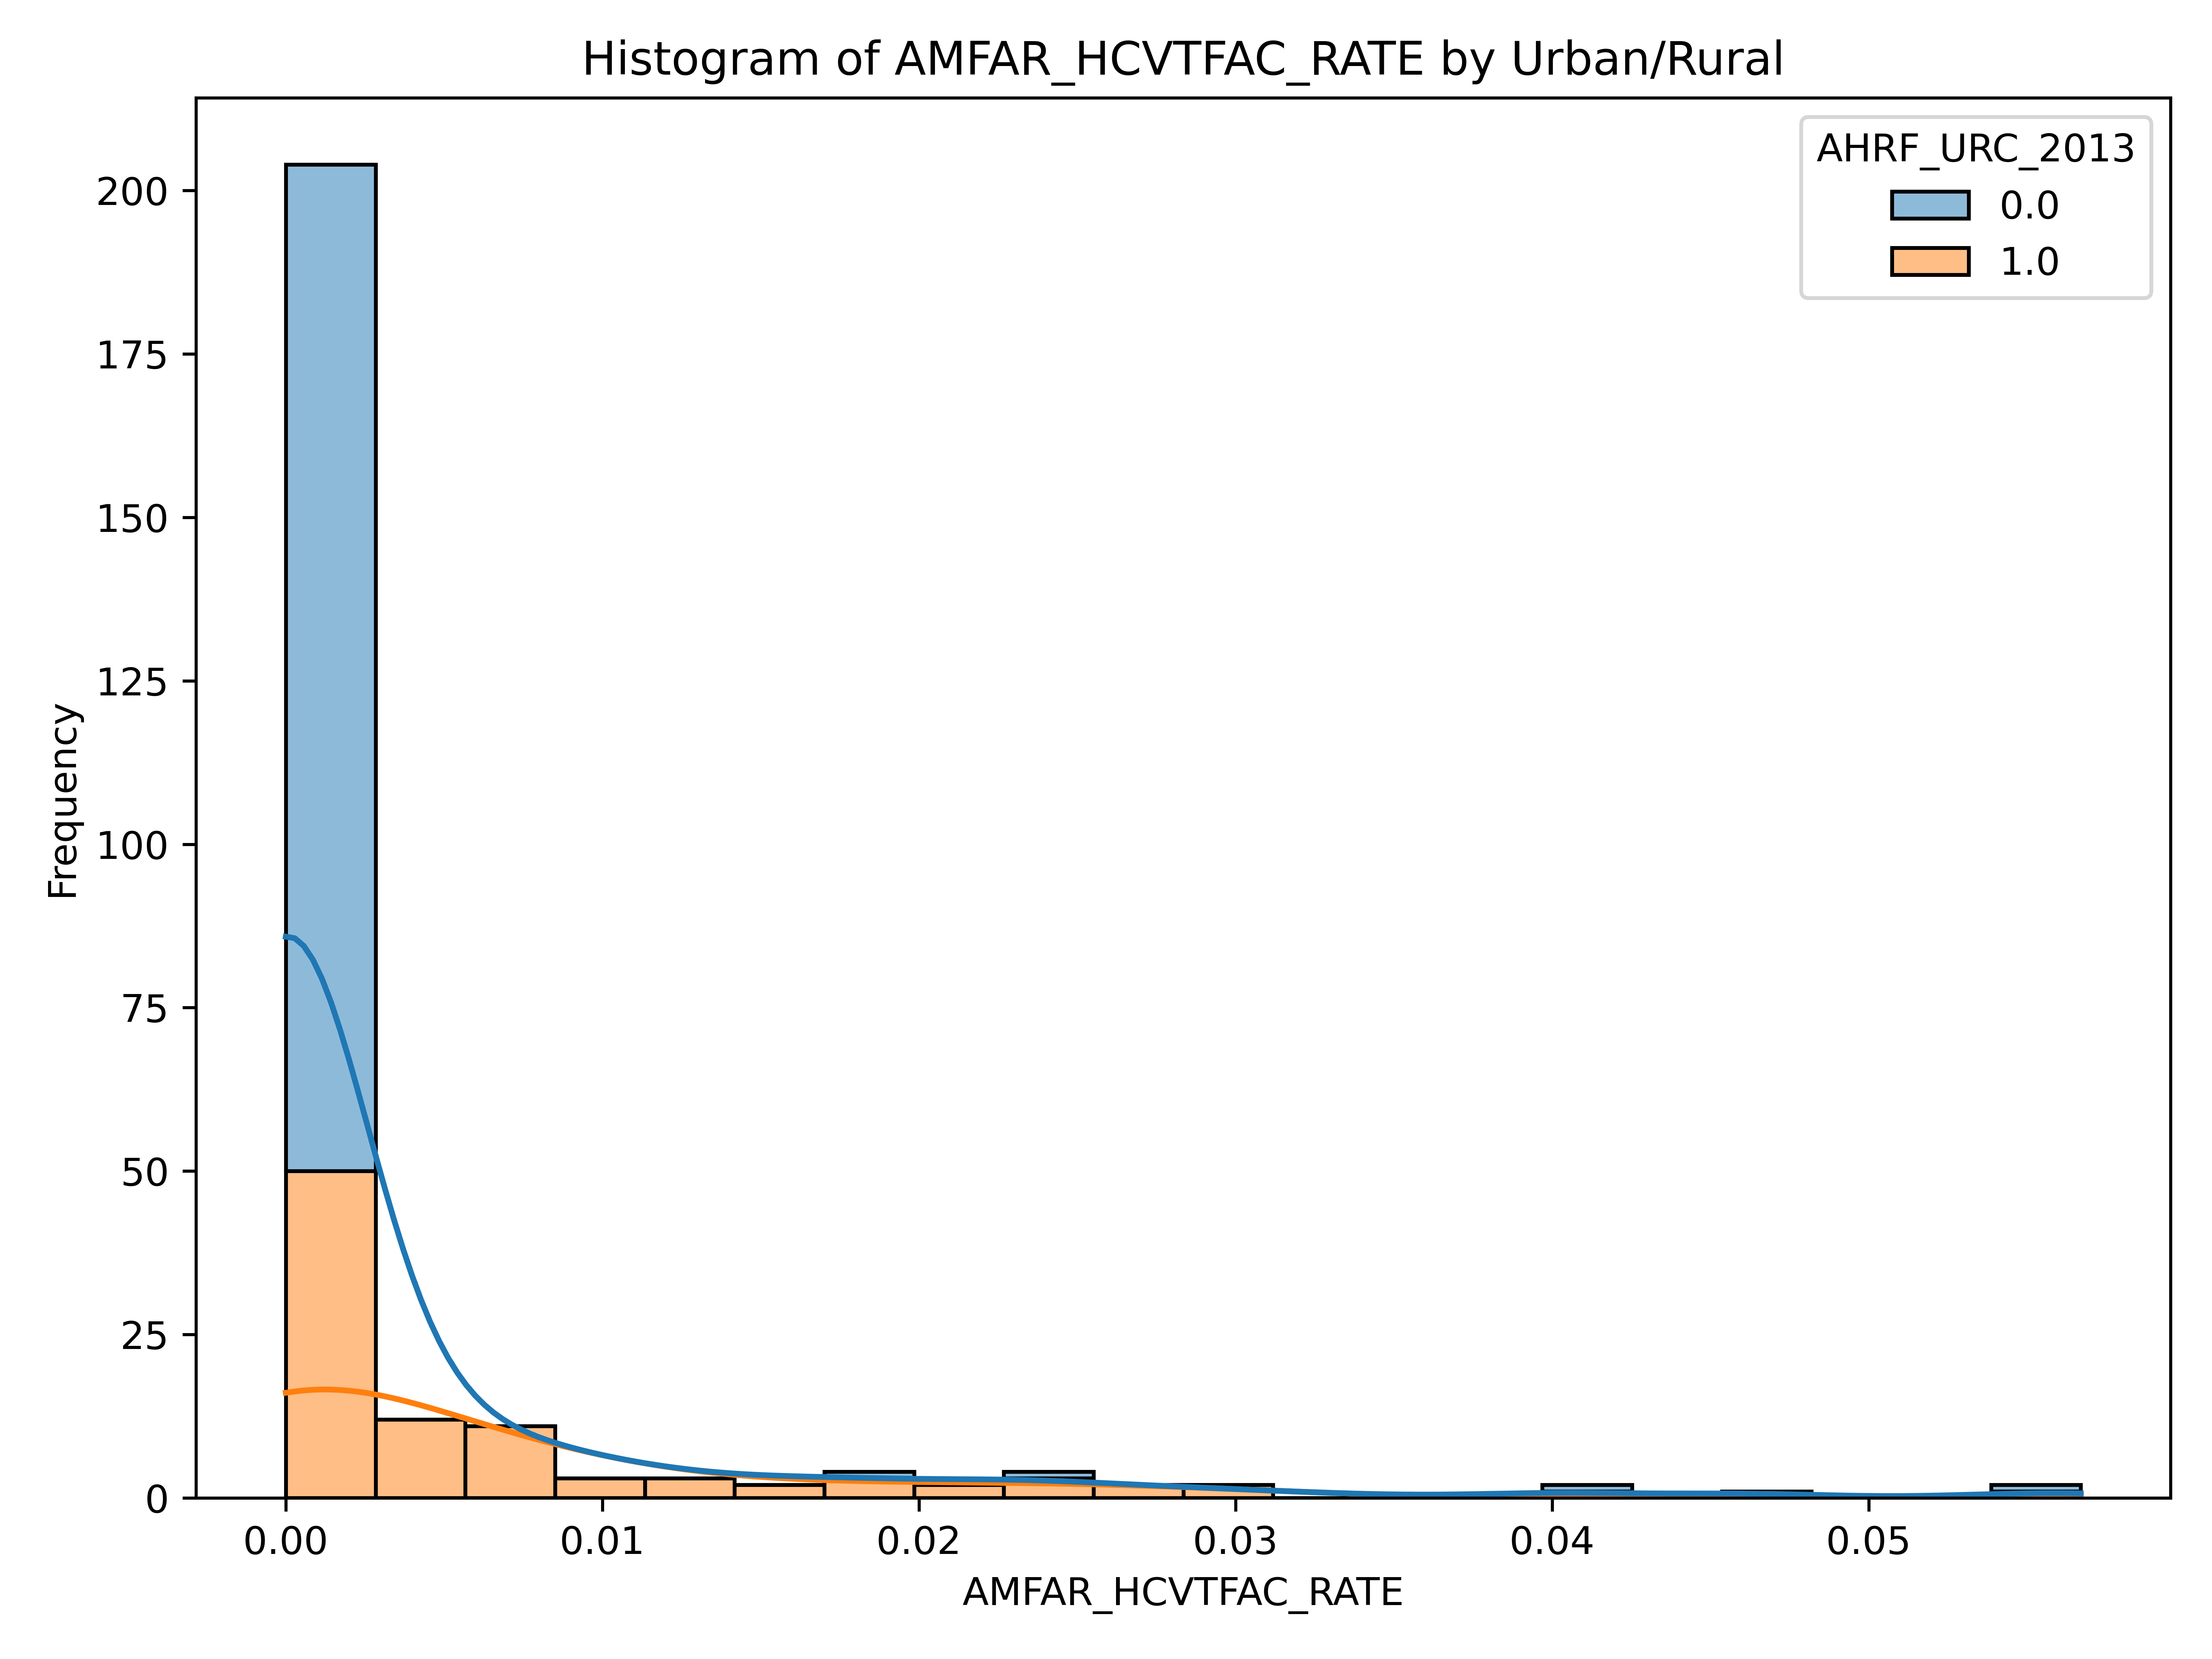 Histogram of AMFAR_HCVTFAC_RATE by Urban/Rural
AHRF_URC_2013
0.0
1.0
Frequency
200
175
150
125
100
75
50
25
0
0.00 0.01 0.02 0.03 0.04 0.05
AMFAR_HCVTFAC_RATE